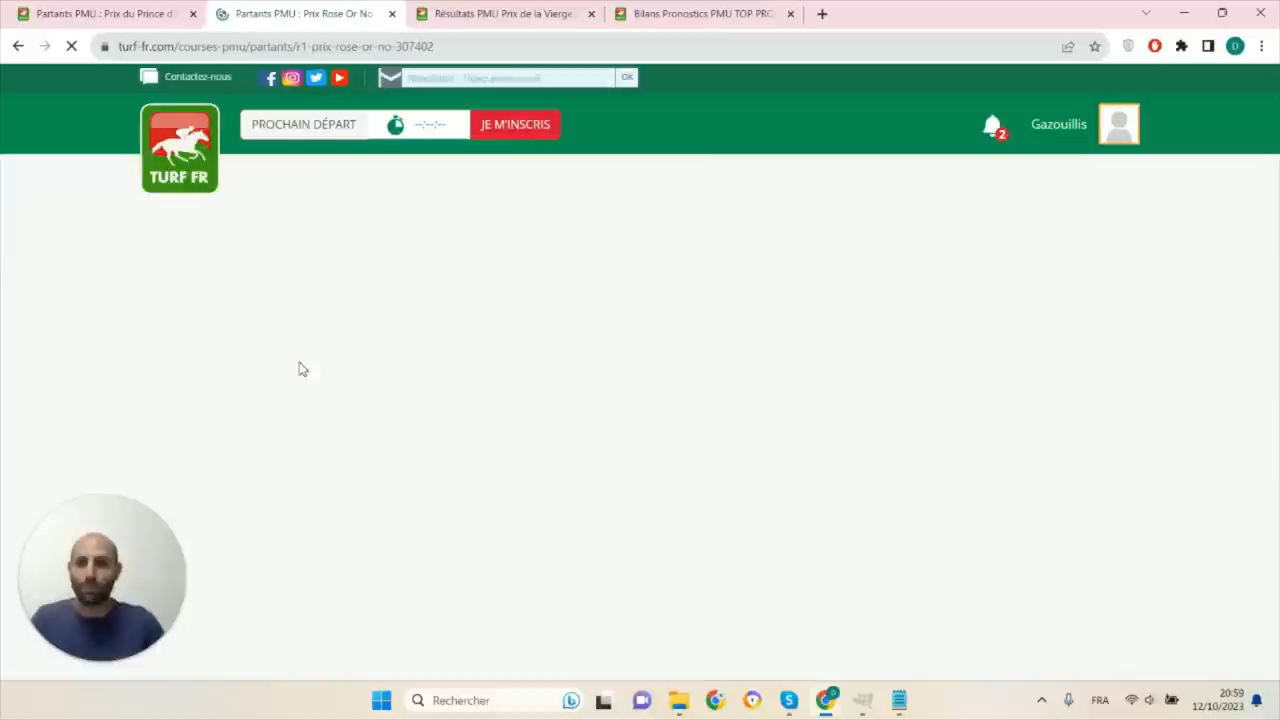 Partants PMU : Prix du Prince d
Partants PMU : Prix Rose Or No
Résultats PMU Prix de la Vierge
Bilans Pronostics PMU TOP PRO
turf-fr.com/courses-pmu/partants/r1-prix-rose-or-no-307402
D
Contactez-nous
OK
PROCHAIN DÉPART
--:--:--
JE M'INSCRIS
2
Gazouillis
TURF FR
Rechercher
FRA
20:59
12/10/2023